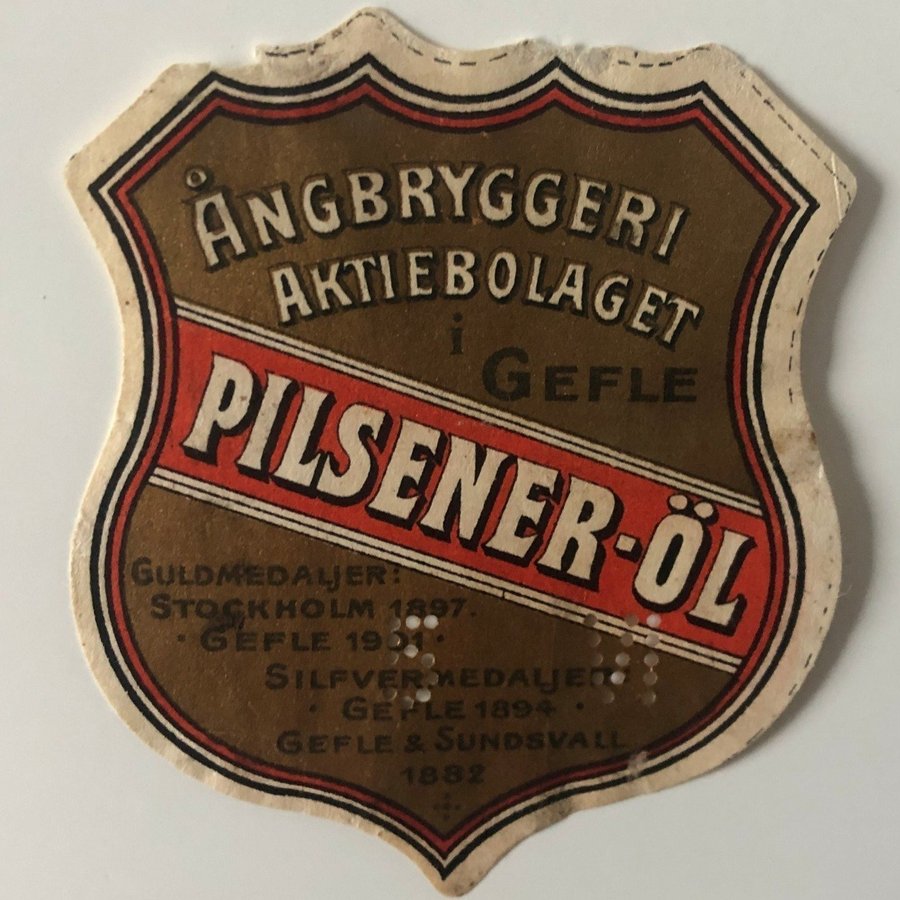 ÅNGBRYGGERI
AKTIEBOLAGET
i
GEFLE
PILSENER-ÖL
GULDMEDALJER:
STOCKHOLM 1897.
· GEFLE 1901 ·
SILFVERMEDALJER
· GEFLE 1894 ·
GEFLE & SUNDSVALL
1882